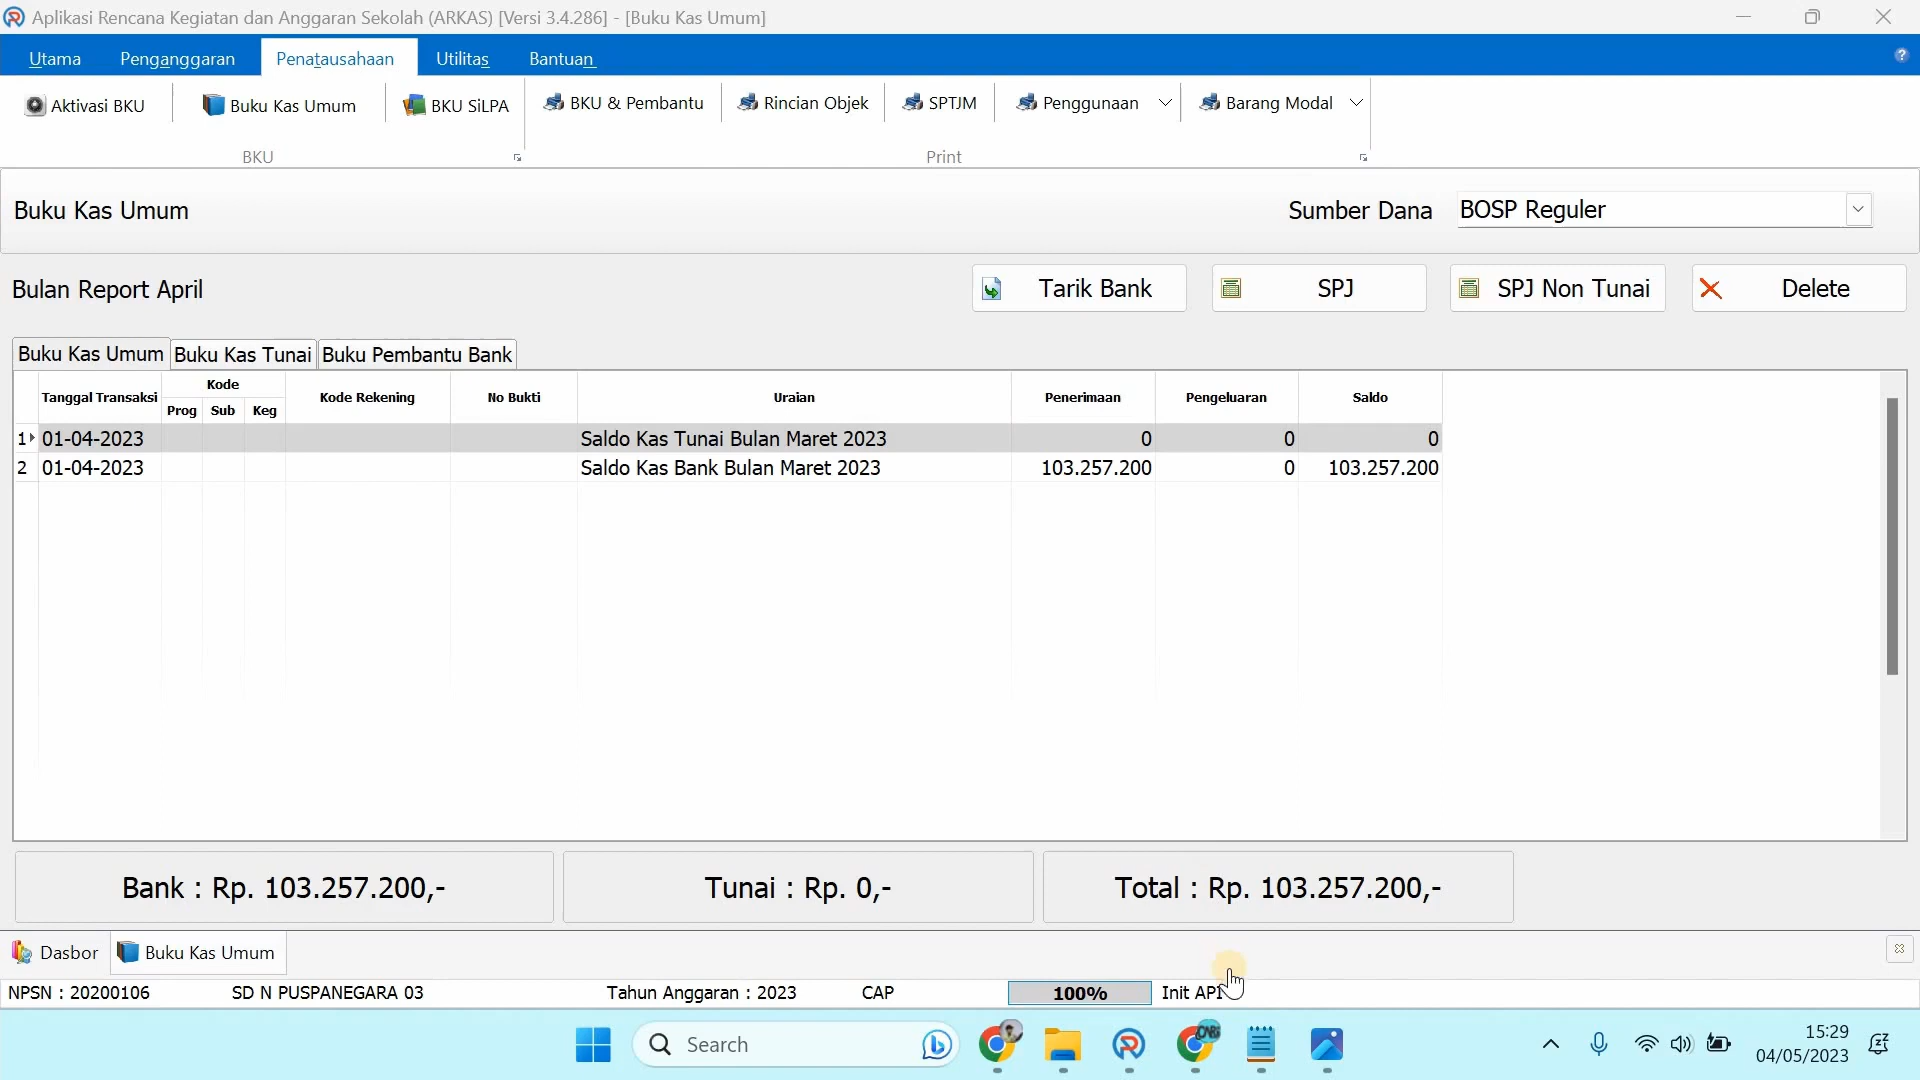 Aplikasi Rencana Kegiatan dan Anggaran Sekolah (ARKAS) [Versi 3.4.286] - [Buku Kas Umum]
Utama Penganggaran Penatausahaan Utilitas Bantuan ?
Aktivasi BKU Buku Kas Umum BKU SiLPA BKU & Pembantu Rincian Objek SPTJM Penggunaan Barang Modal
BKU Print
Buku Kas Umum Sumber Dana BOSP Reguler
Bulan Report April Tarik Bank SPJ SPJ Non Tunai Delete
Buku Kas Umum Buku Kas Tunai Buku Pembantu Bank
Tanggal Transaksi Kode Kode Rekening No Bukti Uraian Penerimaan Pengeluaran Saldo
Prog Sub Keg
1 01-04-2023 Saldo Kas Tunai Bulan Maret 2023 0 0 0
2 01-04-2023 Saldo Kas Bank Bulan Maret 2023 103.257.200 0 103.257.200
Bank : Rp. 103.257.200,- Tunai : Rp. 0,- Total : Rp. 103.257.200,-
Dasbor Buku Kas Umum
NPSN : 20200106 SD N PUSPANEGARA 03 Tahun Anggaran : 2023 CAP 100% Init API
Search 15:29
04/05/2023